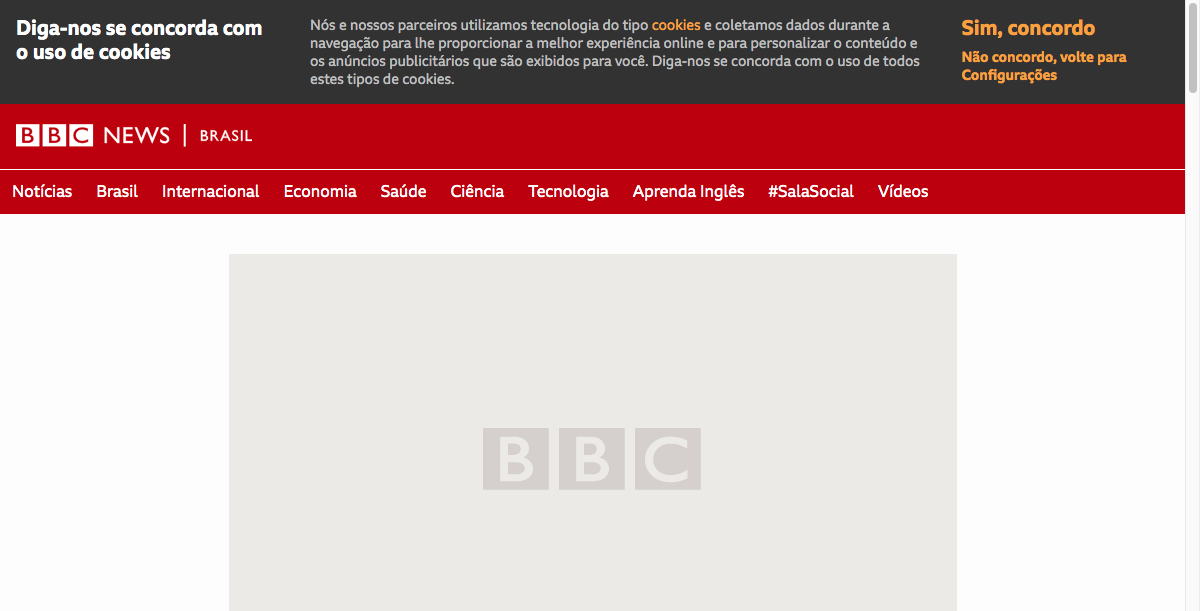 Diga-nos se concorda com
o uso de cookies
Nós e nossos parceiros utilizamos tecnologia do tipo cookies e coletamos dados durante a
navegação para lhe proporcionar a melhor experiência online e para personalizar o conteúdo e
os anúncios publicitários que são exibidos para você. Diga-nos se concorda com o uso de todos
estes tipos de cookies.
Sim, concordo
Não concordo, volte para
Configurações
BBC NEWS | BRASIL
Notícias Brasil Internacional Economia Saúde Ciência Tecnologia Aprenda Inglês #SalaSocial Vídeos
BBC